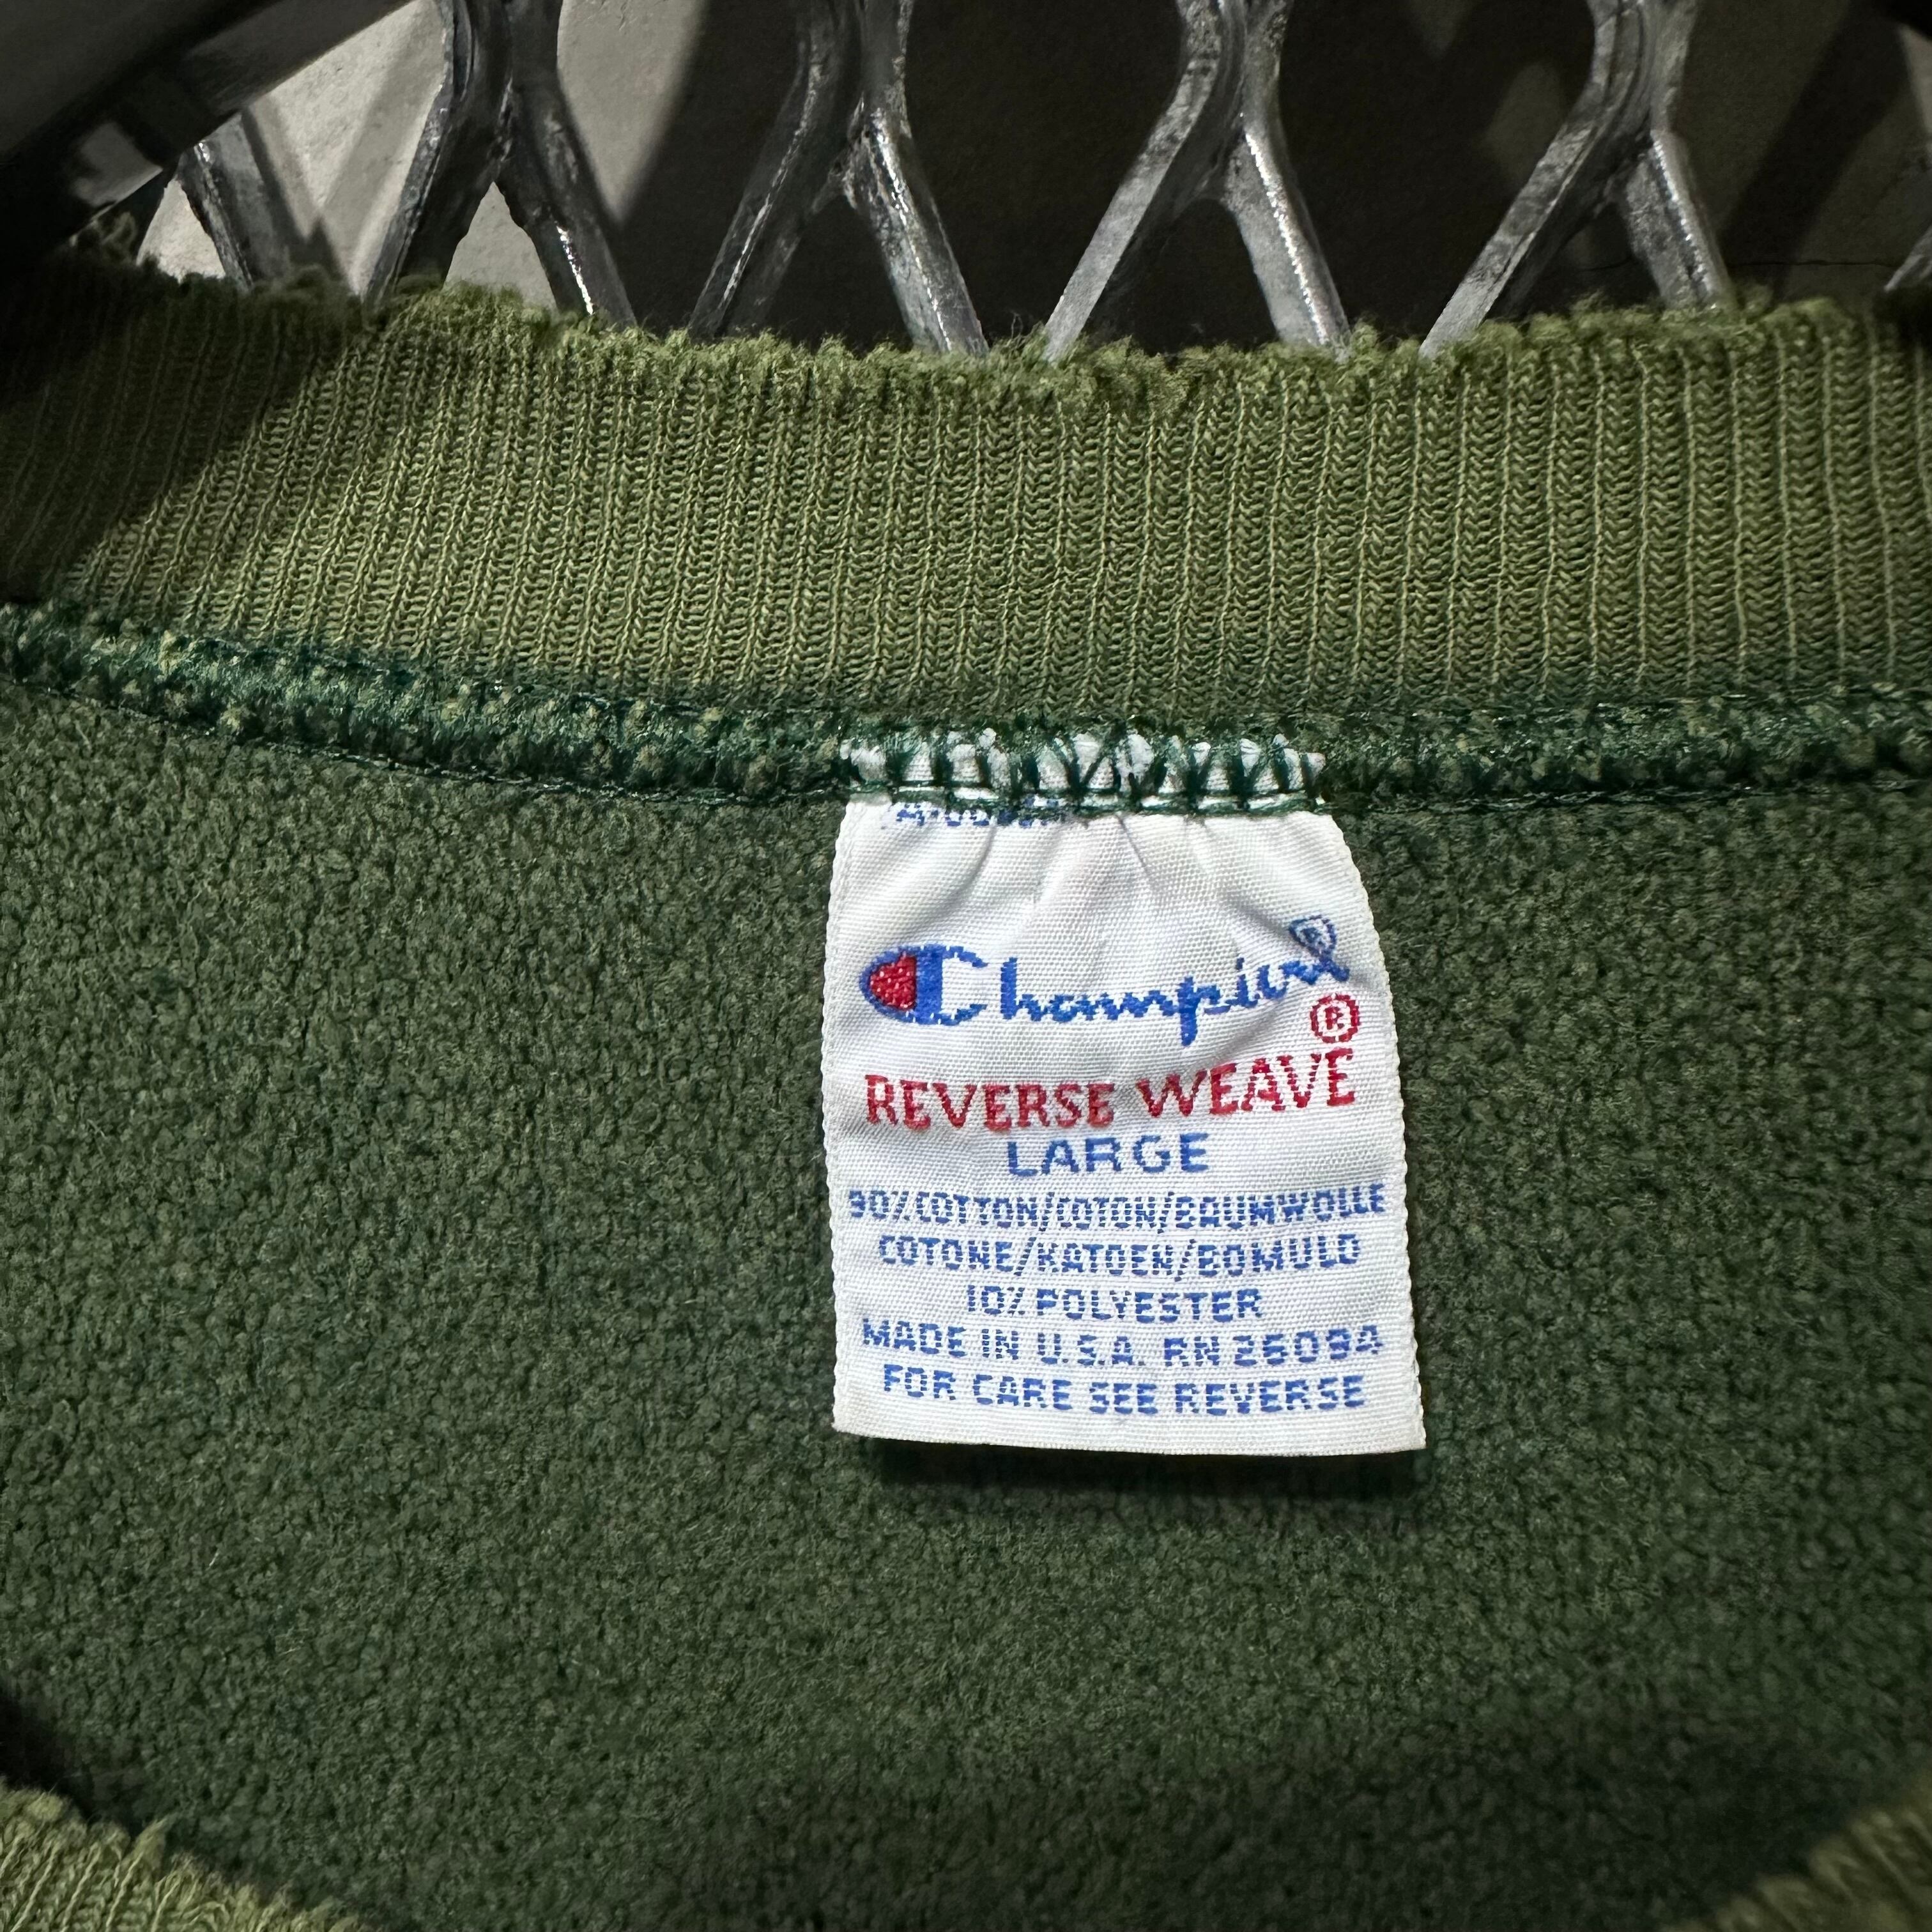 Champion®
®
REVERSE WEAVE
LARGE
90% COTTON/COTON/BAUMWOLLE
COTONE/KATOEN/BOMULD
10% POLYESTER
MADE IN U.S.A. RN 26094
FOR CARE SEE REVERSE